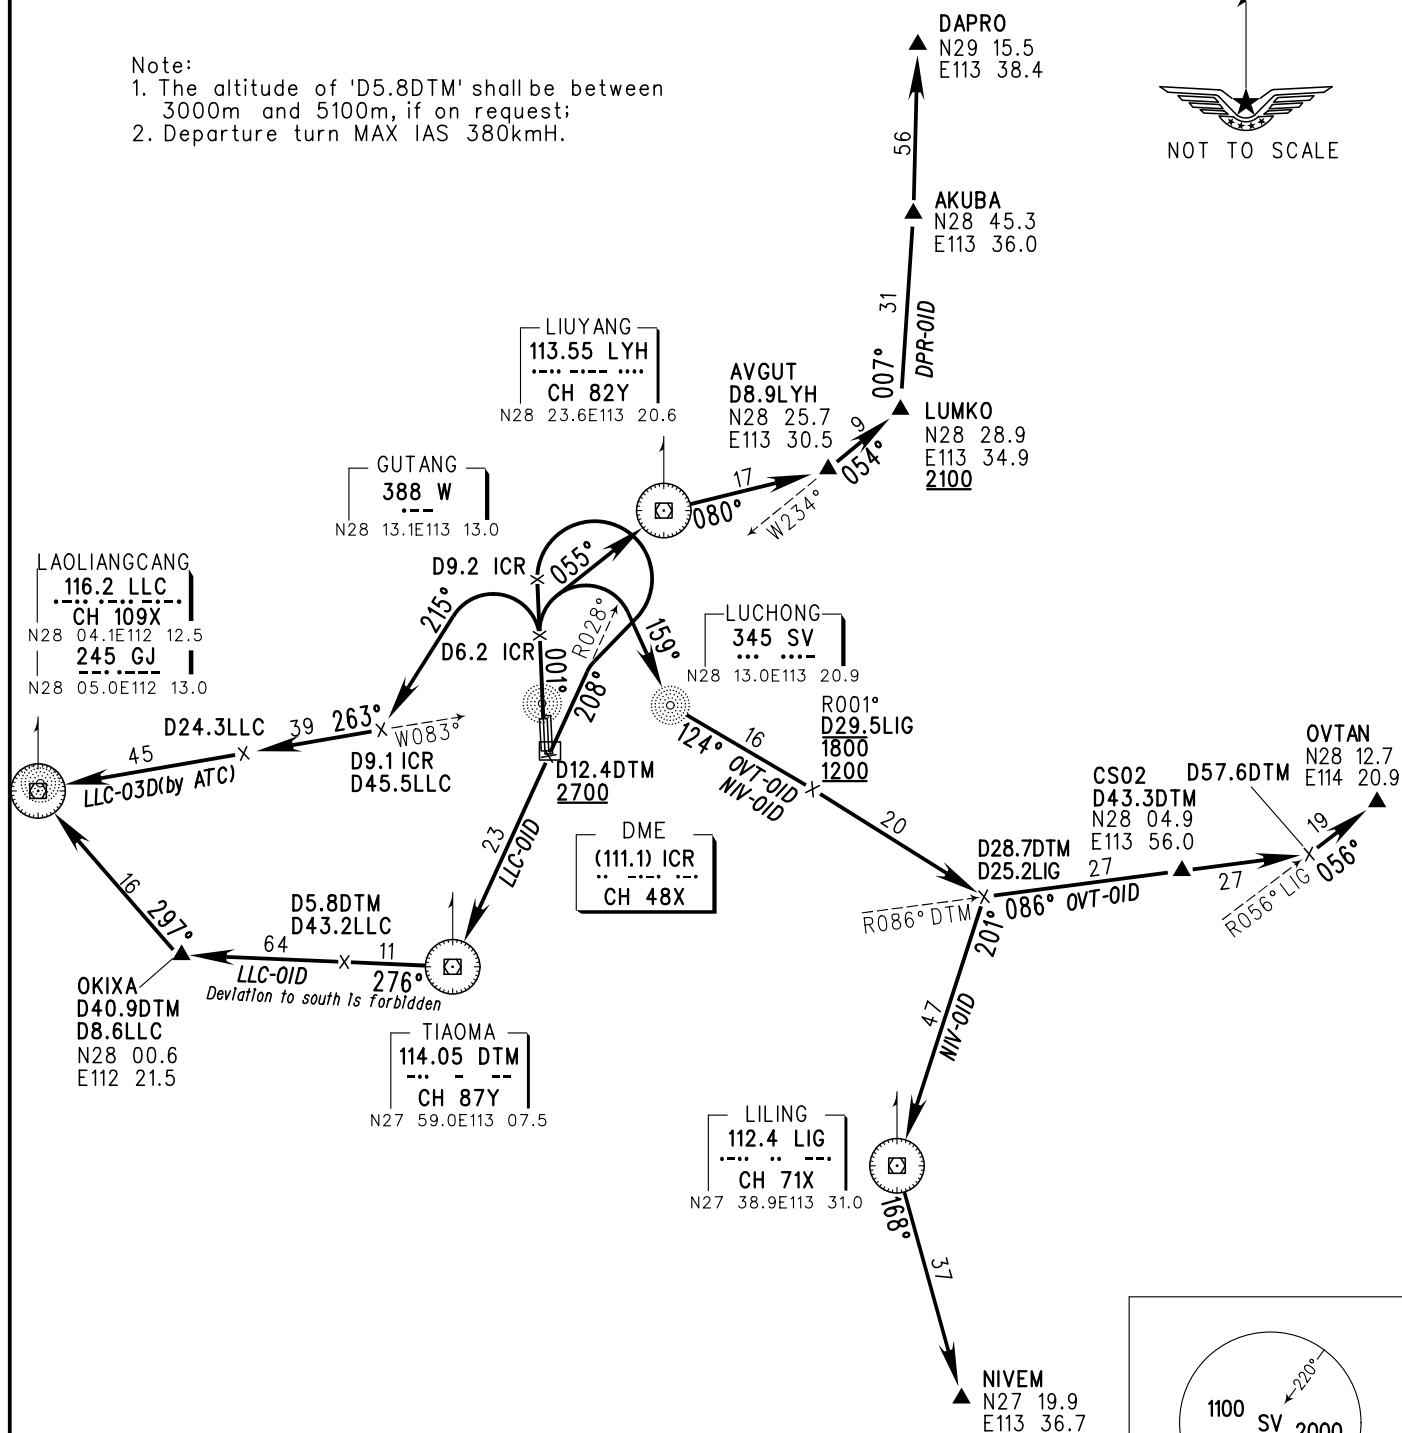 Note:
1. The altitude of 'D5.8DTM' shall be between
3000m and 5100m, if on request;
2. Departure turn MAX IAS 380kmH.
NOT TO SCALE
DAPRO
N29 15.5
E113 38.4
56
AKUBA
N28 45.3
E113 36.0
31
DPR-01D
007°
LUMKO
N28 28.9
E113 34.9
2100
LIUYANG
113.55 LYH
CH 82Y
N28 23.6E113 20.6
AVGUT
D8.9LYH
N28 25.7
E113 30.5
9
054°
W234°
17
080°
GUTANG
388 W
N28 13.1E113 13.0
D9.2 ICR
055°
215°
D6.2 ICR
001°
R028°
208°
159°
LAOLIANGCANG
116.2 LLC
CH 109X
N28 04.1E112 12.5
245 GJ
N28 05.0E112 13.0
LUCHONG
345 SV
N28 13.0E113 20.9
R001°
D29.5LIG
1800
1200
D24.3LLC
39
263°
W083°
45
LLC-03D(by ATC)
D9.1 ICR
D45.5LLC
D12.4DTM
2700
124°
16
OVT-01D
NIV-01D
20
OVTAN
N28 12.7
E114 20.9
D57.6DTM
CS02
D43.3DTM
N28 04.9
E113 56.0
19
056°
R056° LIG
27
27
D28.7DTM
D25.2LIG
086° OVT-01D
R086° DTM
201°
DME
(111.1) ICR
CH 48X
23
LLC-01D
16
297°
D5.8DTM
D43.2LLC
64
11
276°
LLC-01D
Deviation to south is forbidden
OKIXA
D40.9DTM
D8.6LLC
N28 00.6
E112 21.5
TIAOMA
114.05 DTM
CH 87Y
N27 59.0E113 07.5
47
NIV-01D
LILING
112.4 LIG
CH 71X
N27 38.9E113 31.0
168°
37
NIVEM
N27 19.9
E113 36.7
220°
1100
SV
2000